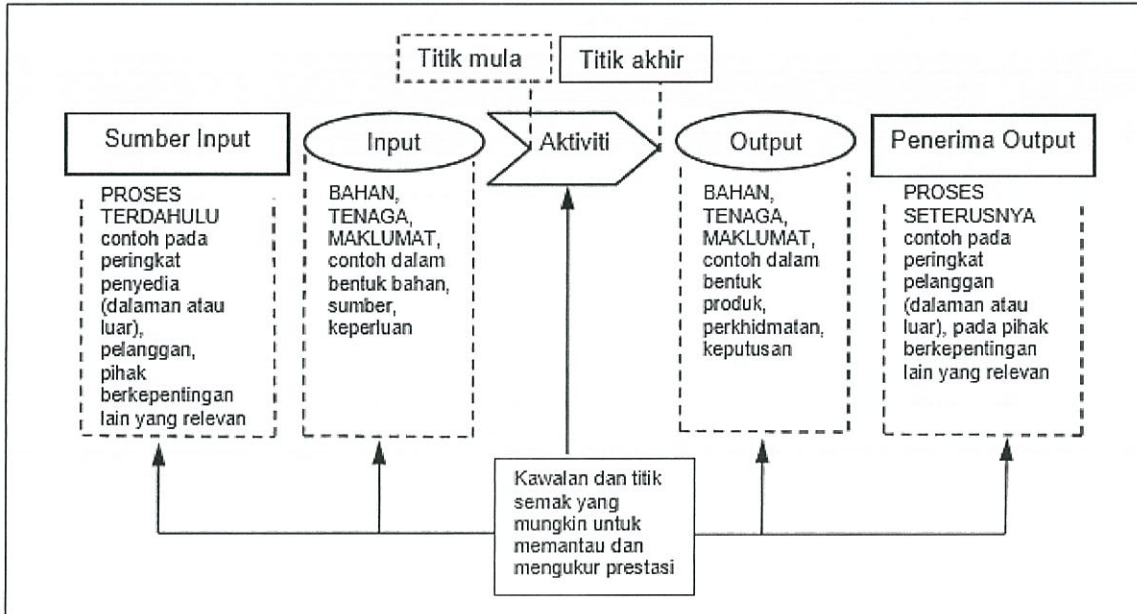 Titik mula
Titik akhir
Sumber Input
Input
Aktiviti
Output
Penerima Output
PROSES
TERDAHULU
contoh pada
peringkat
penyedia
(dalaman atau
luar),
pelanggan,
pihak
berkepentingan
lain yang relevan
BAHAN,
TENAGA,
MAKLUMAT,
contoh dalam
bentuk bahan,
sumber,
keperluan
BAHAN,
TENAGA,
MAKLUMAT,
contoh dalam
bentuk
produk,
perkhidmatan,
keputusan
PROSES
SETERUSNYA
contoh pada
peringkat
pelanggan
(dalaman atau
luar), pada pihak
berkepentingan
lain yang relevan
Kawalan dan titik
semak yang
mungkin untuk
memantau dan
mengukur prestasi